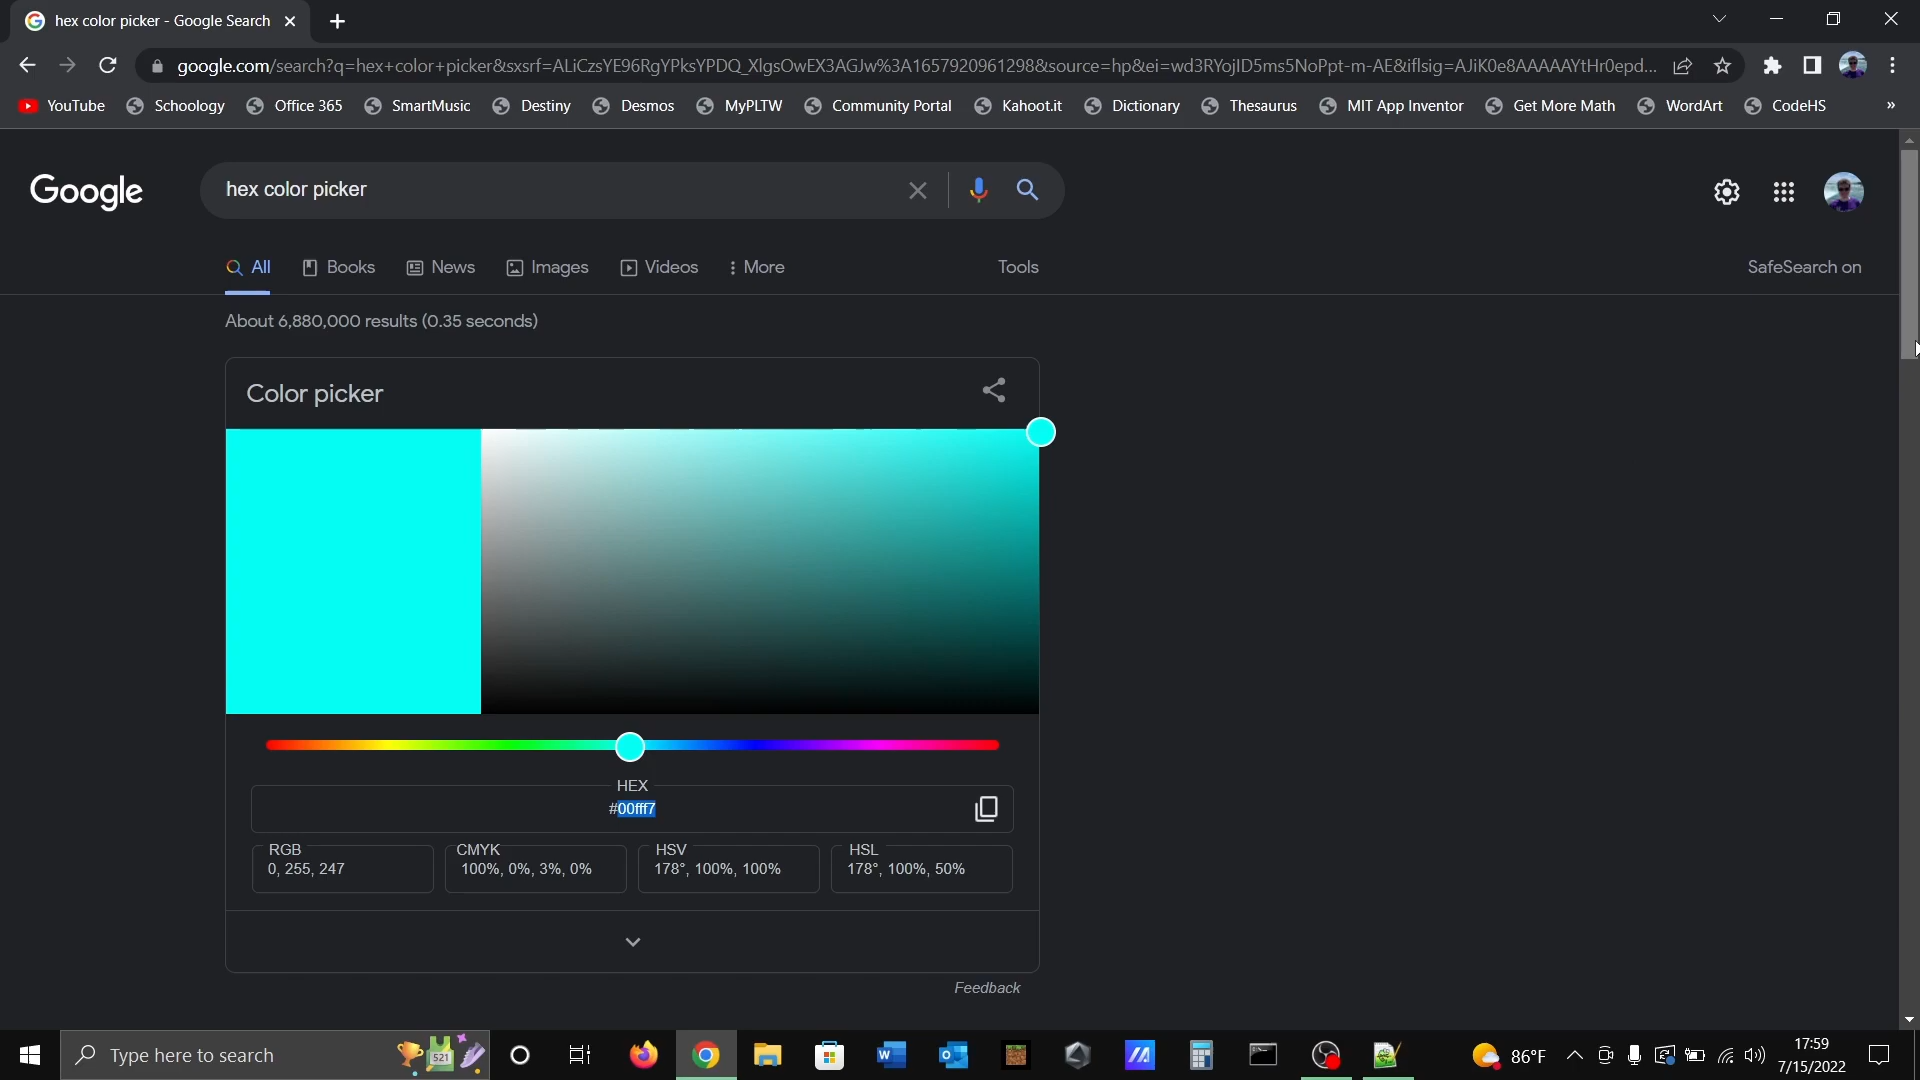 hex color picker - Google Search
google.com/search?q=hex+color+picker&sxsrf=ALiCzsYE96RgYPksYPDQ_XlgsOwEX3AGJw%3A1657920961298&source=hp&ei=wd3RYojID5ms5NoPpt-m-AE&iflsig=AJiK0e8AAAAAYtHr0epd...
YouTube Schoology Office 365 SmartMusic Destiny Desmos MyPLTW Community Portal Kahoot.it Dictionary Thesaurus MIT App Inventor Get More Math WordArt CodeHS »
Google hex color picker
All Books News Images Videos More Tools SafeSearch on
About 6,880,000 results (0.35 seconds)
Color picker
HEX
#00fff7
RGB CMYK HSV HSL
0, 255, 247 100%, 0%, 3%, 0% 178°, 100%, 100% 178°, 100%, 50%
Feedback
Type here to search 521 86°F 17:59
7/15/2022